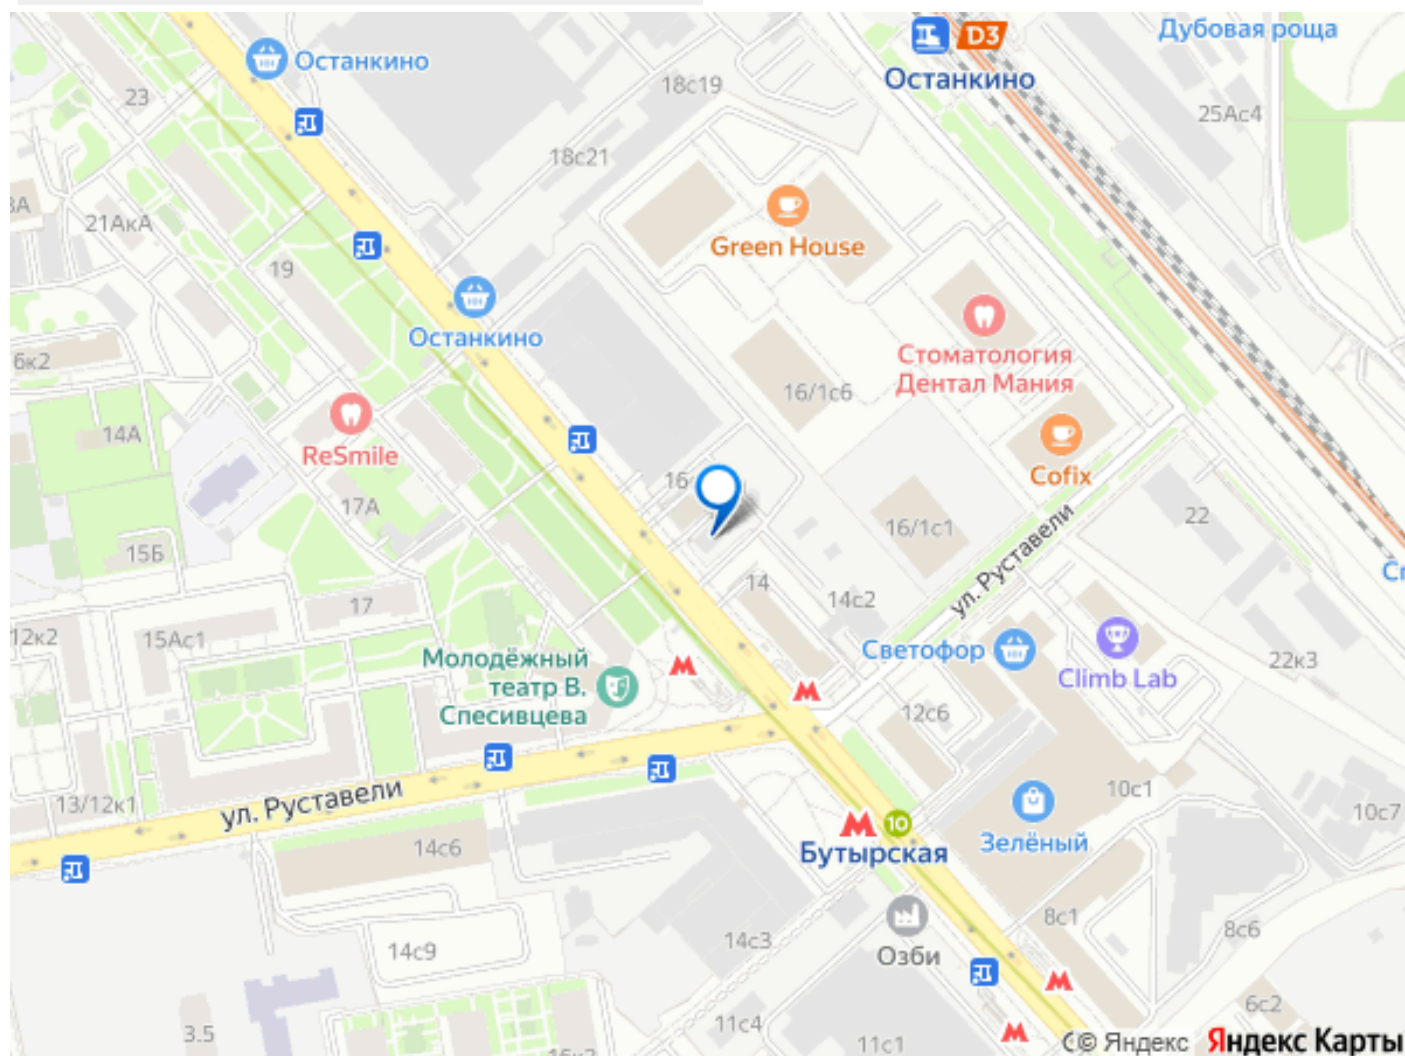 Дубовая роща
D3
Останкино
Останкино
18с19
23
25Ас4
18с21
21АкА
Green House
19
Останкино
Стоматология
Дентал Мания
6к2
16/1с6
14А
ReSmile
Cofix
16
17А
16/1с1
22
15Б
ул. Руставели
14
17
14с2
12к2
15Ас1
Светофор
Молодёжный
театр В.
Спесивцева
22к3
Climb Lab
12с6
13/12к1
ул. Руставели
10с1
10с7
10
Зелёный
Бутырская
14с6
8с1
8с6
14с3
14с9
Озби
6с2
3.5
11с4
11с1
© Яндекс
Яндекс Карты